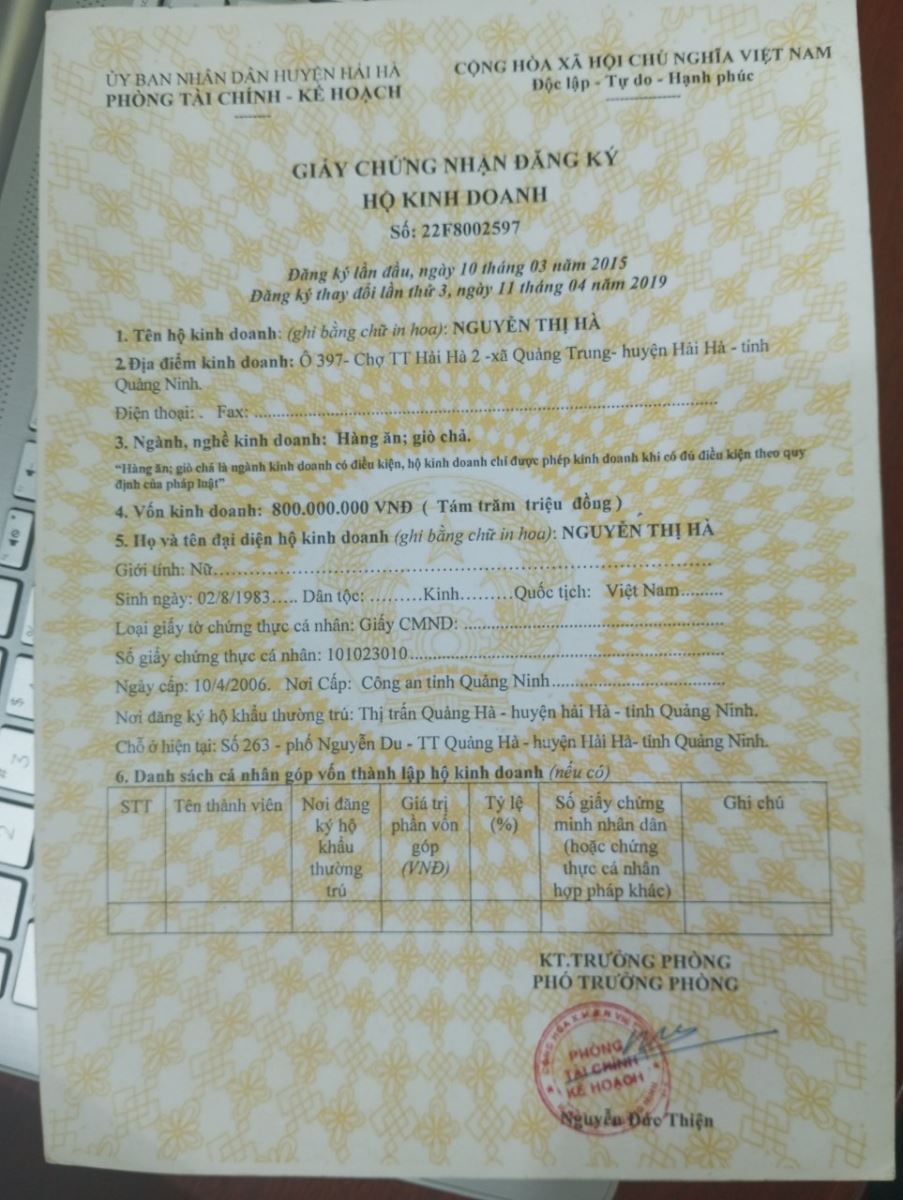 ỦY BAN NHÂN DÂN HUYỆN HẢI HÀ
PHÒNG TÀI CHÍNH - KẾ HOẠCH
CỘNG HÒA XÃ HỘI CHỦ NGHĨA VIỆT NAM
Độc lập - Tự do - Hạnh phúc
GIẤY CHỨNG NHẬN ĐĂNG KÝ
HỘ KINH DOANH
Số: 22F8002597
Đăng ký lần đầu, ngày 10 tháng 03 năm 2015
Đăng ký thay đổi lần thứ 3, ngày 11 tháng 04 năm 2019
1. Tên hộ kinh doanh: (ghi bằng chữ in hoa): NGUYỄN THỊ HÀ
2.Địa điểm kinh doanh: Ô 397- Chợ TT Hải Hà 2 -xã Quảng Trung- huyện Hải Hà - tỉnh
Quảng Ninh.
Điện thoại: . Fax: ........................................................................
3. Ngành, nghề kinh doanh: Hàng ăn; giò chả.
"Hàng ăn; giò chả là ngành kinh doanh có điều kiện, hộ kinh doanh chỉ được phép kinh doanh khi có đủ điều kiện theo quy
định của pháp luật"
4. Vốn kinh doanh: 800.000.000 VNĐ ( Tám trăm triệu đồng )
5. Họ và tên đại diện hộ kinh doanh (ghi bằng chữ in hoa): NGUYỄN THỊ HÀ
Giới tính: Nữ........................................................................
Sinh ngày: 02/8/1983..... Dân tộc: .........Kinh.........Quốc tịch: Việt Nam.........
Loại giấy tờ chứng thực cá nhân: Giấy CMND: ........................................
Số giấy chứng thực cá nhân: 101023010................................................
Ngày cấp: 10/4/2006. Nơi Cấp: Công an tỉnh Quảng Ninh..............................
Nơi đăng ký hộ khẩu thường trú: Thị trấn Quảng Hà - huyện hải Hà - tỉnh Quảng Ninh.
Chỗ ở hiện tại: Số 263 - phố Nguyễn Du - TT Quảng Hà - huyện Hải Hà- tỉnh Quảng Ninh.
6. Danh sách cá nhân góp vốn thành lập hộ kinh doanh (nếu có)
STT
Tên thành viên
Nơi đăng
ký hộ
khẩu
thường
trú
Giá trị
phần vốn
góp
(VNĐ)
Tỷ lệ
(%)
Số giấy chứng
minh nhân dân
(hoặc chứng
thực cá nhân
hợp pháp khác)
Ghi chú
KT.TRƯỞNG PHÒNG
PHÓ TRƯỞNG PHÒNG
PHÒNG
TÀI CHÍNH
KẾ HOẠCH
Nguyễn Đức Thiện